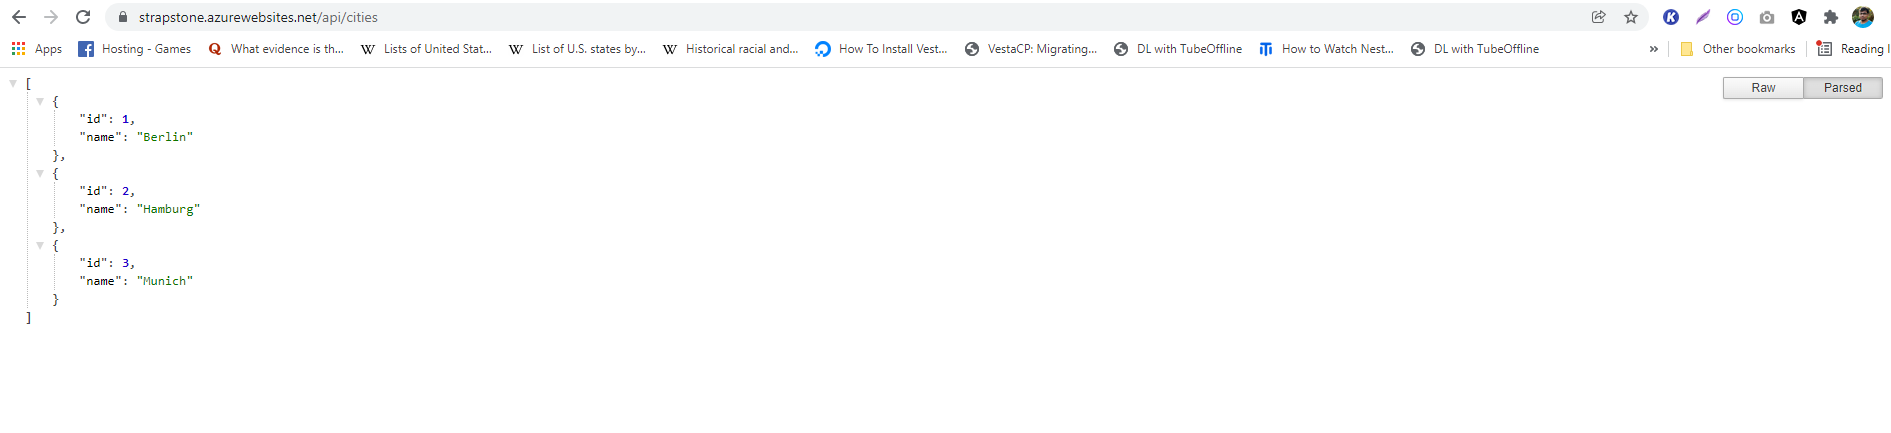 strapstone.azurewebsites.net/api/cities
Apps Hosting - Games What evidence is th... Lists of United Stat... List of U.S. states by... Historical racial and... How To Install Vest... VestaCP: Migrating... DL with TubeOffline How to Watch Nest... DL with TubeOffline » Other bookmarks Reading l
[
Raw Parsed
{
"id": 1,
"name": "Berlin"
},
{
"id": 2,
"name": "Hamburg"
},
{
"id": 3,
"name": "Munich"
}
]